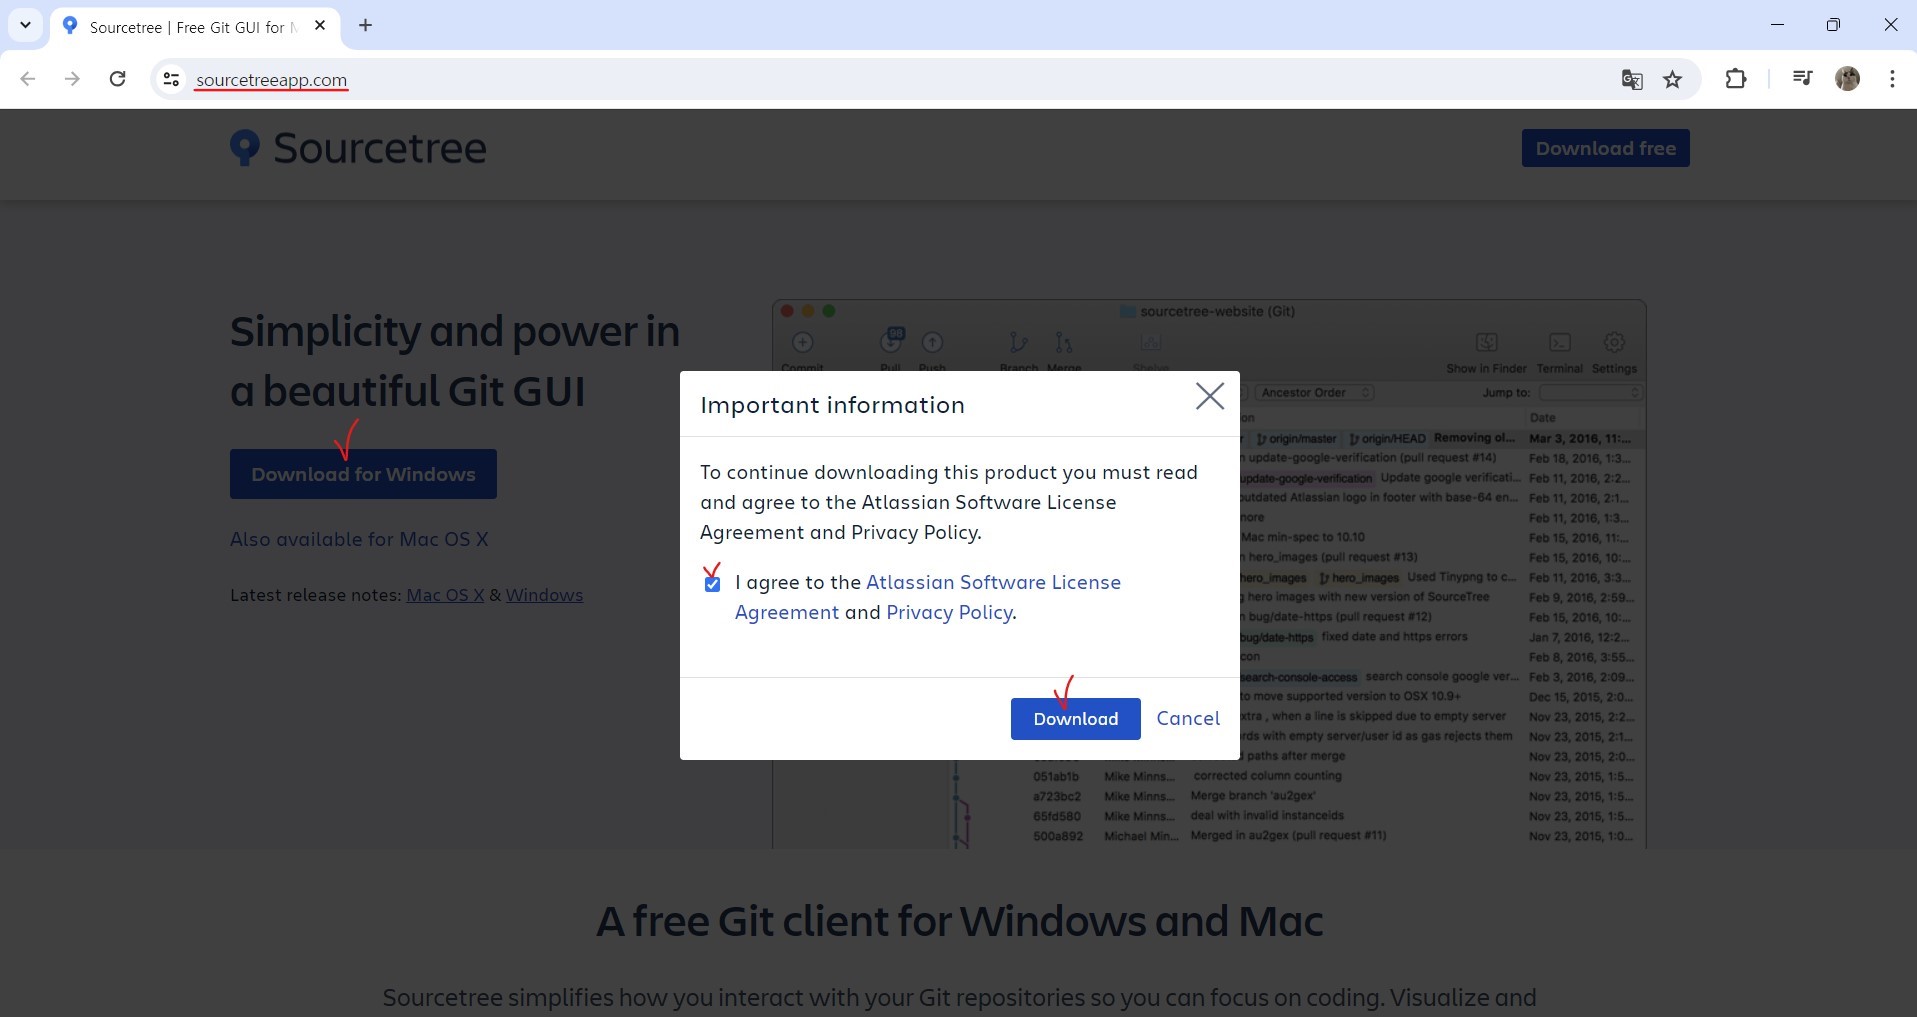 Sourcetree | Free Git GUI for M
sourcetreeapp.com
Sourcetree
Download free
Simplicity and power in
a beautiful Git GUI
Download for Windows
Also available for Mac OS X
Latest release notes: Mac OS X & Windows
sourcetree-website (Git)
98
Commit Pull Push Branch Merge Shelve Show in Finder Terminal Settings
Ancestor Order Jump to:
on Date
origin/master origin/HEAD Removing ol... Mar 3, 2016, 11:...
update-google-verification (pull request #14) Feb 18, 2016, 1:3...
update-google-verification Update google verificati... Feb 11, 2016, 2:2...
outdated Atlassian logo in footer with base-64 en... Feb 11, 2016, 2:1...
nore Feb 11, 2016, 1:3...
Mac min-spec to 10.10 Feb 15, 2016, 11:...
hero_images (pull request #13) Feb 15, 2016, 10:...
hero_images hero_images Used Tinypng to c... Feb 11, 2016, 3:3...
hero images with new version of SourceTree Feb 9, 2016, 2:59...
bug/date-https (pull request #12) Feb 15, 2016, 10:...
bug/date-https fixed date and https errors Jan 7, 2016, 12:2...
con Feb 8, 2016, 3:55...
search-console-access search console google ver... Feb 3, 2016, 2:09...
to move supported version to OSX 10.9+ Dec 15, 2015, 2:0...
xtra , when a line is skipped due to empty server Nov 23, 2015, 2:2...
rds with empty server/user id as gas rejects them Nov 23, 2015, 2:1...
paths after merge Nov 23, 2015, 2:0...
051ab1b Mike Minns... corrected column counting Nov 23, 2015, 1:5...
a723bc2 Mike Minns... Merge branch 'au2gex' Nov 23, 2015, 1:5...
65fd580 Mike Minns... deal with invalid instanceids Nov 23, 2015, 1:5...
500a892 Michael Min... Merged in au2gex (pull request #11) Nov 23, 2015, 1:0...
Important information
To continue downloading this product you must read
and agree to the Atlassian Software License
Agreement and Privacy Policy.
I agree to the Atlassian Software License
Agreement and Privacy Policy.
Download Cancel
A free Git client for Windows and Mac
Sourcetree simplifies how you interact with your Git repositories so you can focus on coding. Visualize and